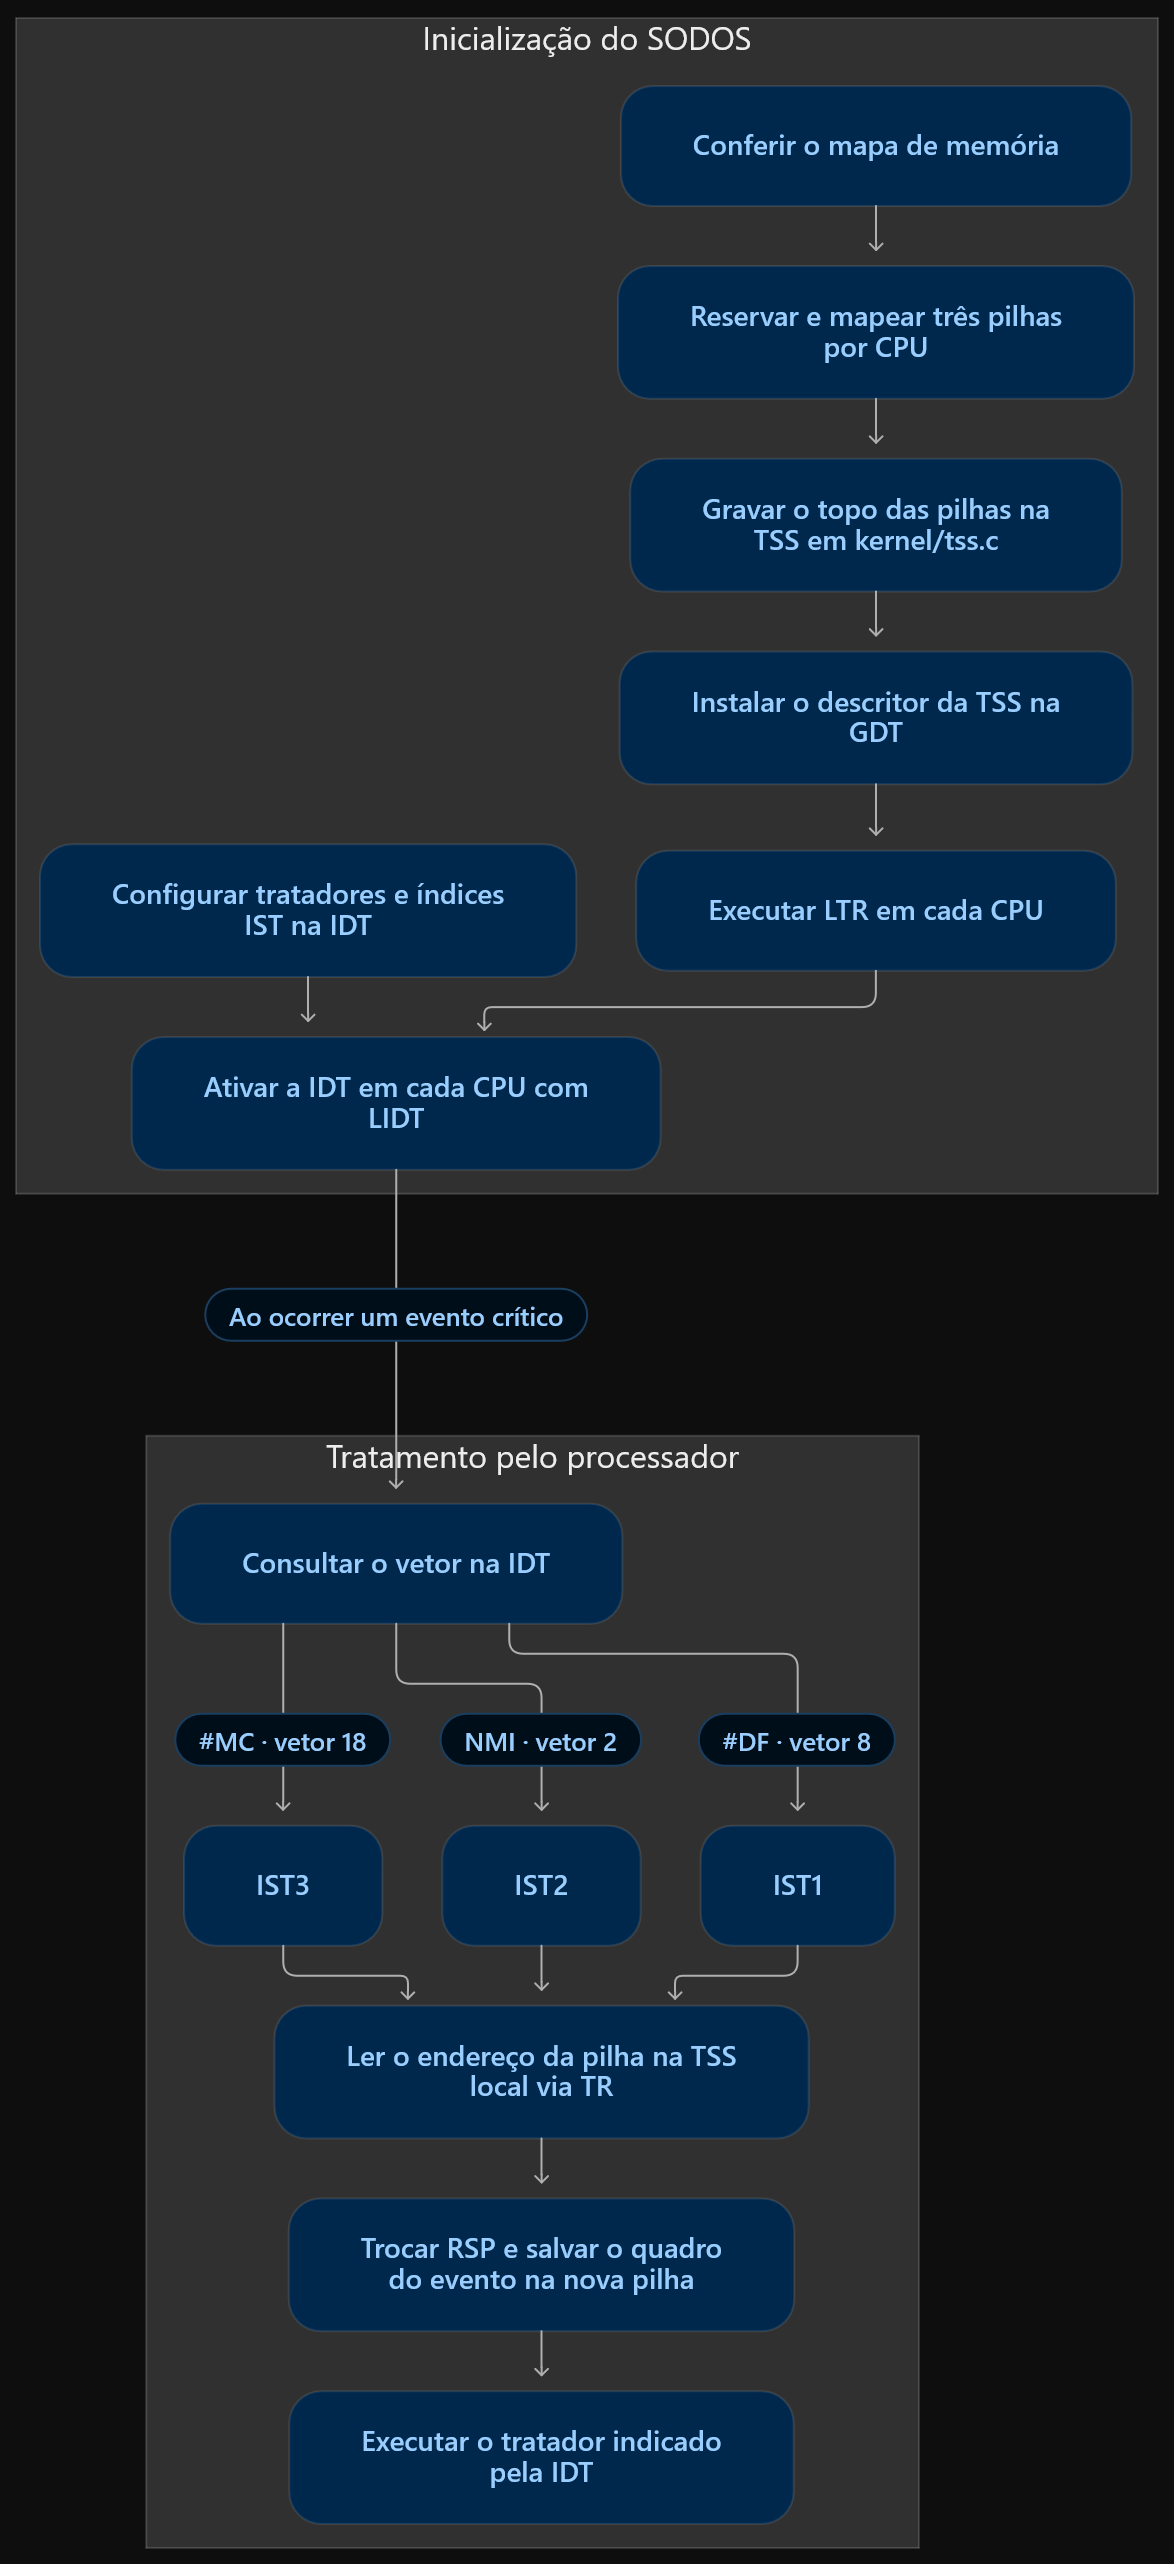 Inicialização do SODOS
Conferir o mapa de memória
Reservar e mapear três pilhas
por CPU
Gravar o topo das pilhas na
TSS em kernel/tss.c
Instalar o descritor da TSS na
GDT
Configurar tratadores e índices
IST na IDT
Executar LTR em cada CPU
Ativar a IDT em cada CPU com
LIDT
Ao ocorrer um evento crítico
Tratamento pelo processador
Consultar o vetor na IDT
#MC · vetor 18
NMI · vetor 2
#DF · vetor 8
IST3
IST2
IST1
Ler o endereço da pilha na TSS
local via TR
Trocar RSP e salvar o quadro
do evento na nova pilha
Executar o tratador indicado
pela IDT